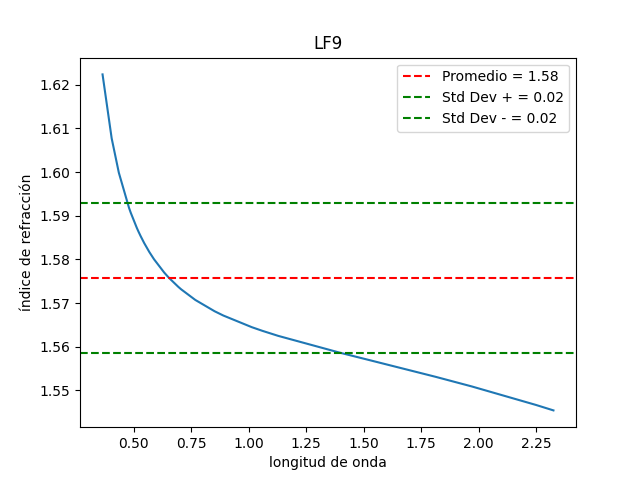 LF9
Promedio = 1.58
Std Dev + = 0.02
Std Dev - = 0.02
índice de refracción
1.62
1.61
1.60
1.59
1.58
1.57
1.56
1.55
0.50 0.75 1.00 1.25 1.50 1.75 2.00 2.25
longitud de onda